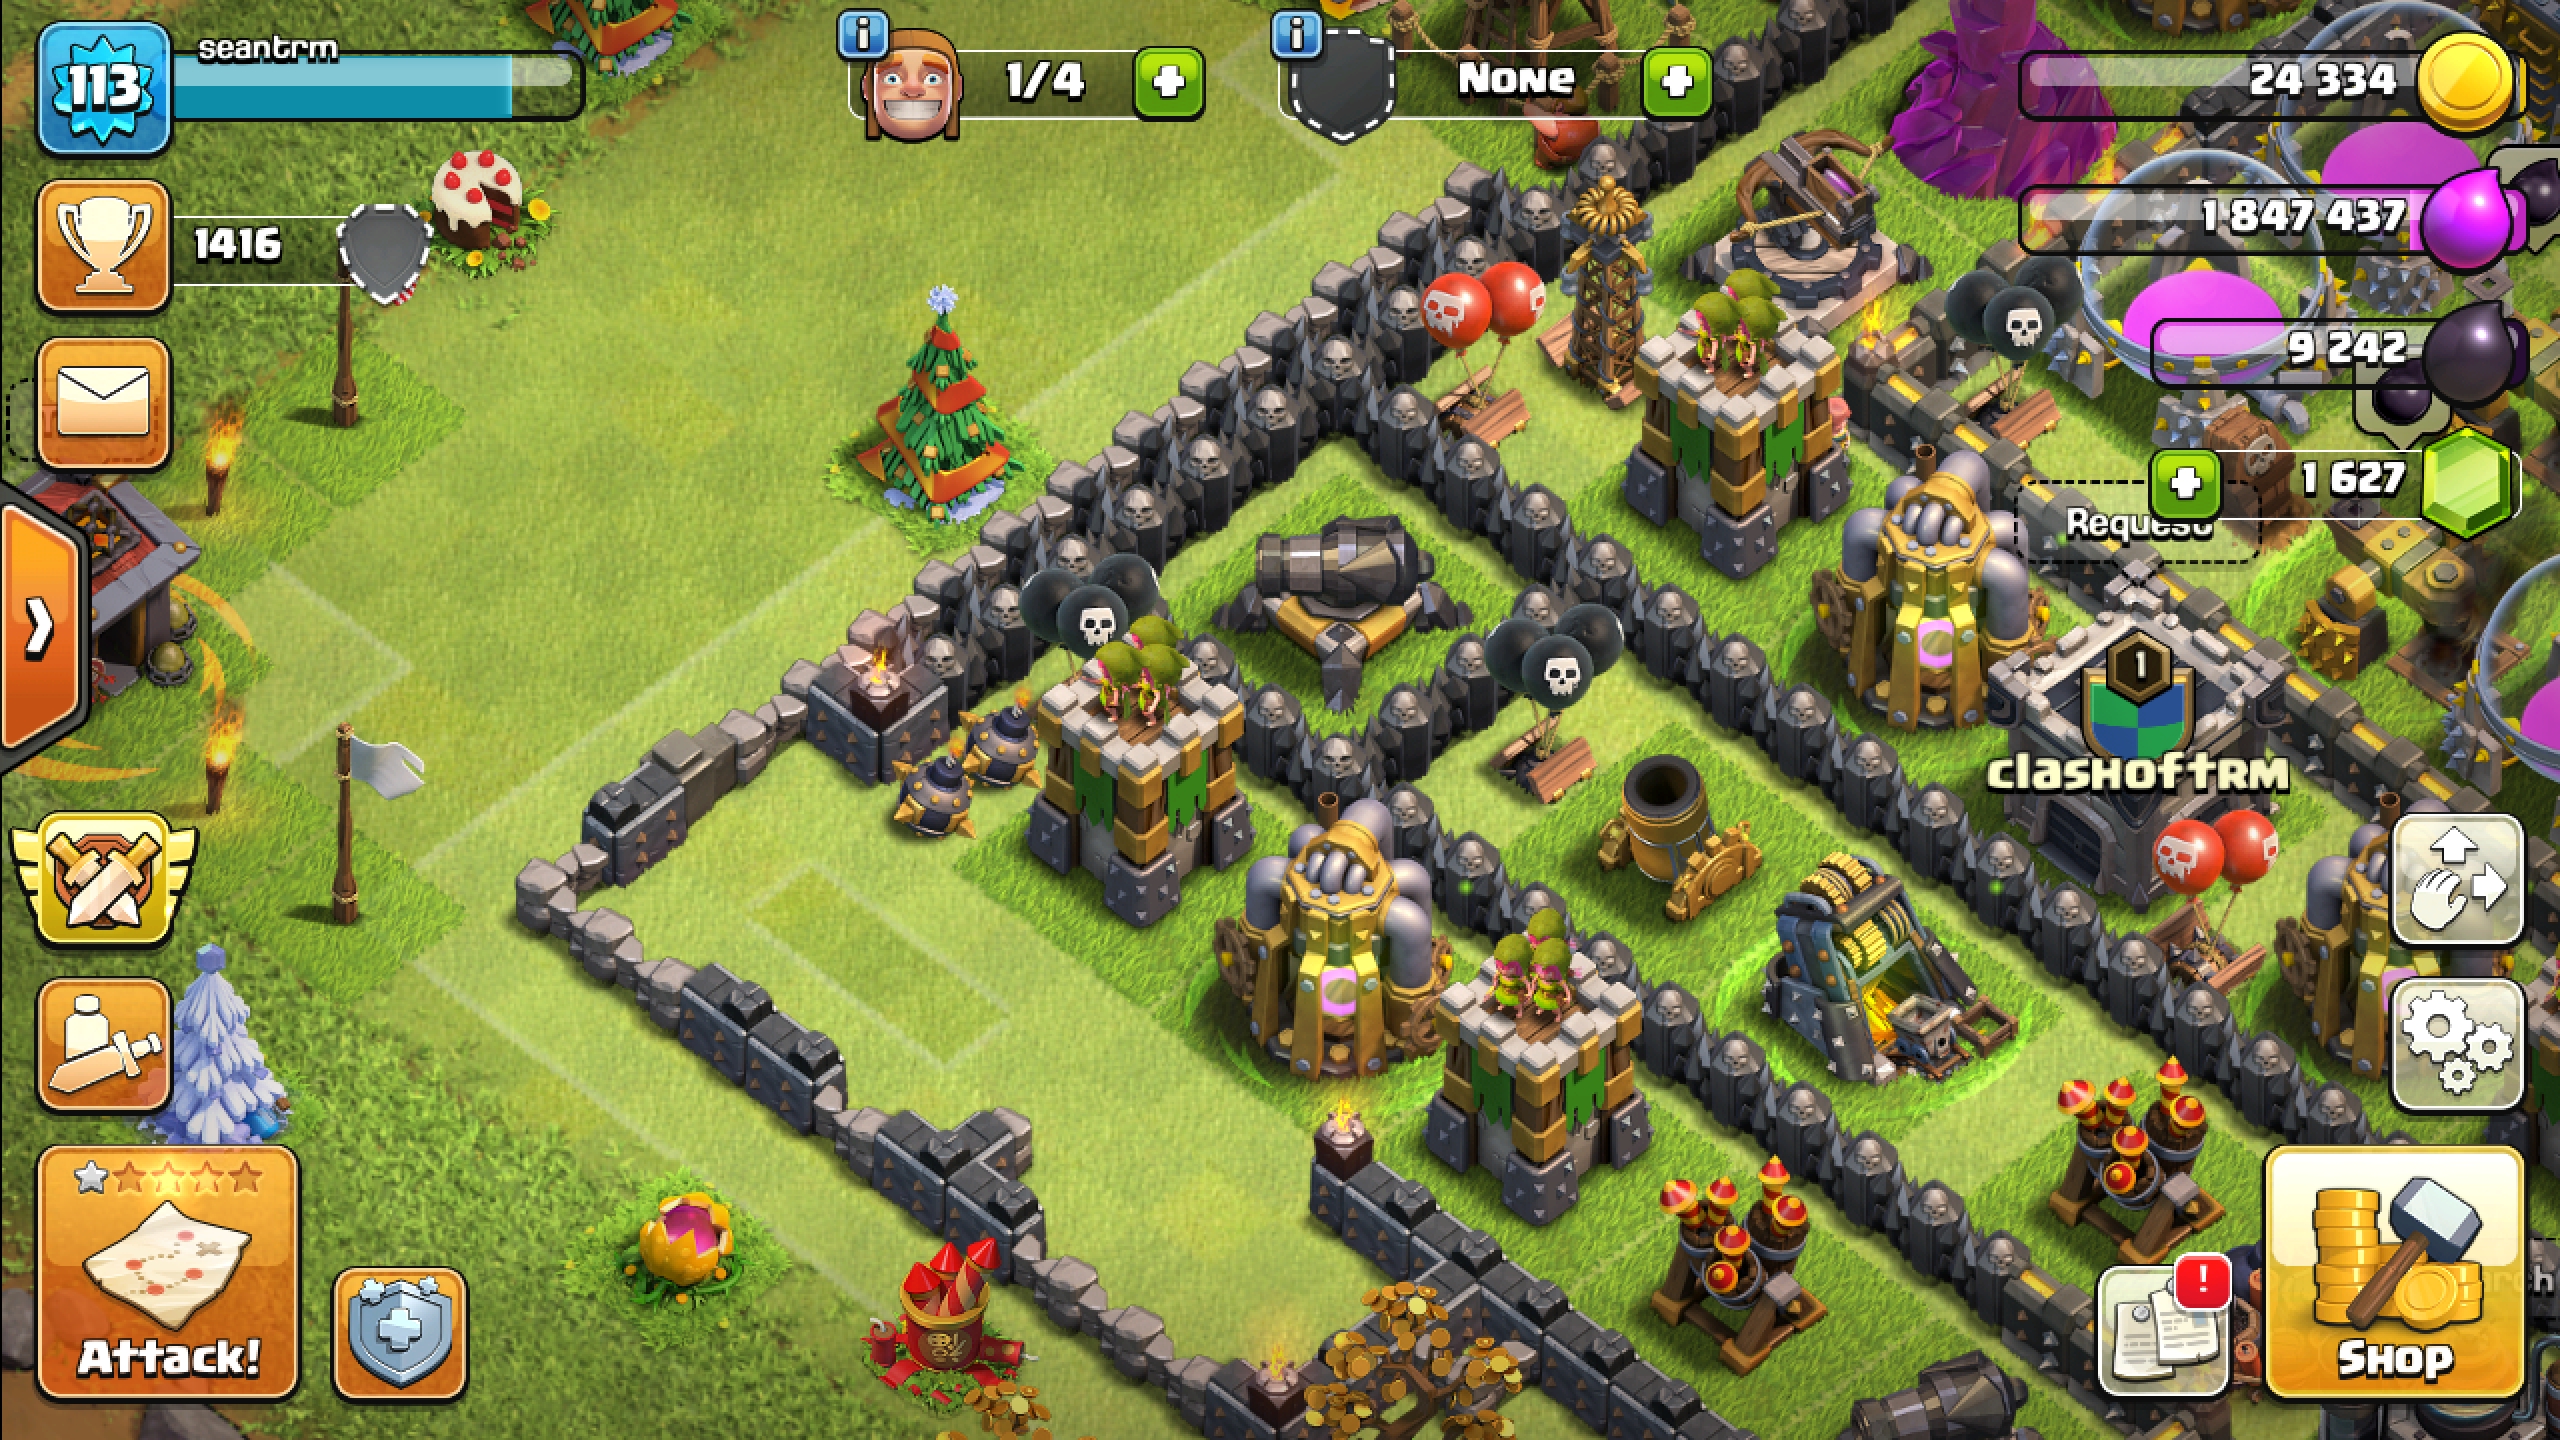 113
seantrm
1/4
None
24 334
1416
1 847 437
9 242
1 627
Request
1
clashoftRM
Attack!
!
Shop